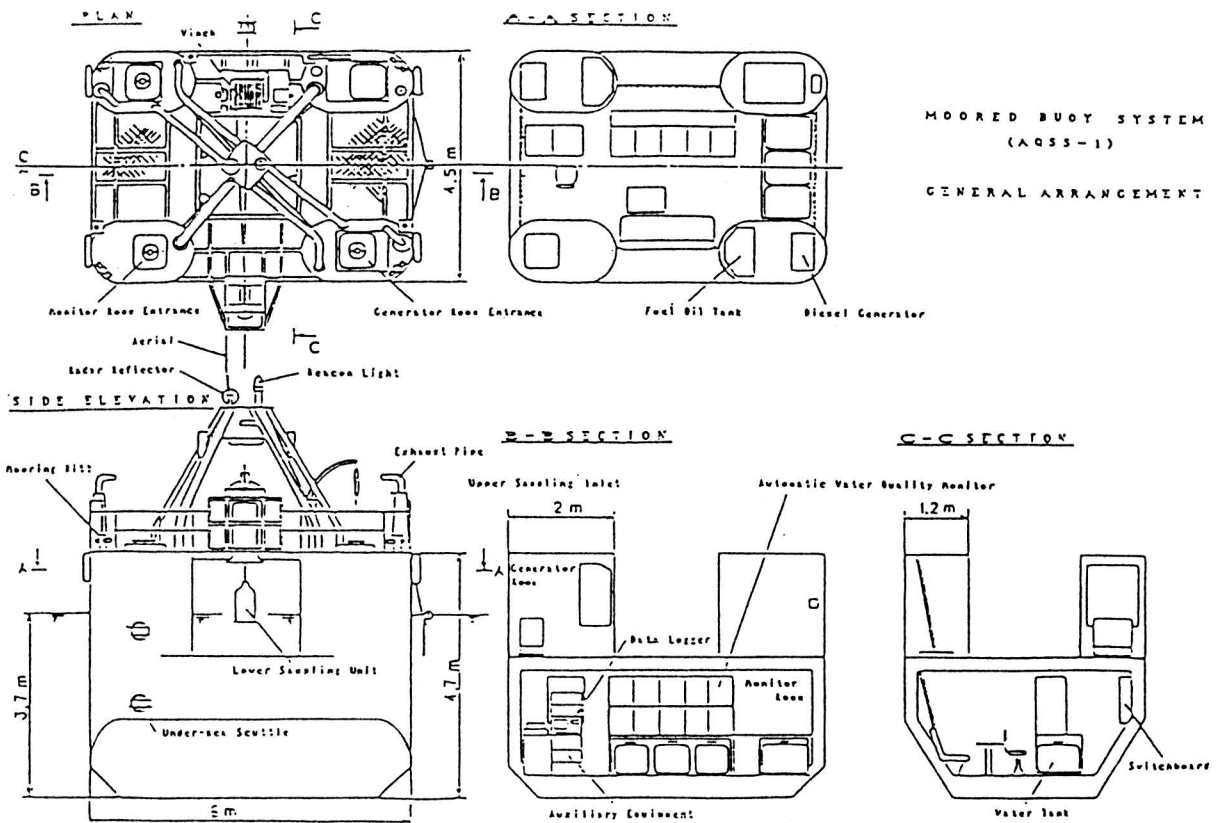 PLAN
A-A SECTION
C
Winch
MOORED BUOY SYSTEM
(AQSS-1)
GENERAL ARRANGEMENT
C
B
4.5 m
B
Monitor Room Entrance
Generator Room Entrance
Fuel Oil Tank
Diesel Generator
Aerial
C
Radar Reflector
Beacon Light
SIDE ELEVATION
B-B SECTION
C-C SECTION
Mooring Bitt
Exhaust Pipe
Upper Sampling Inlet
Automatic Water Quality Monitor
2 m
1.2 m
A
A
Generator Room
Data Logger
Lower Sampling Unit
Monitor Room
3.7 m
4.7 m
Under-sea Scuttle
Switchboard
6 m
Auxiliary Equipment
Water Tank